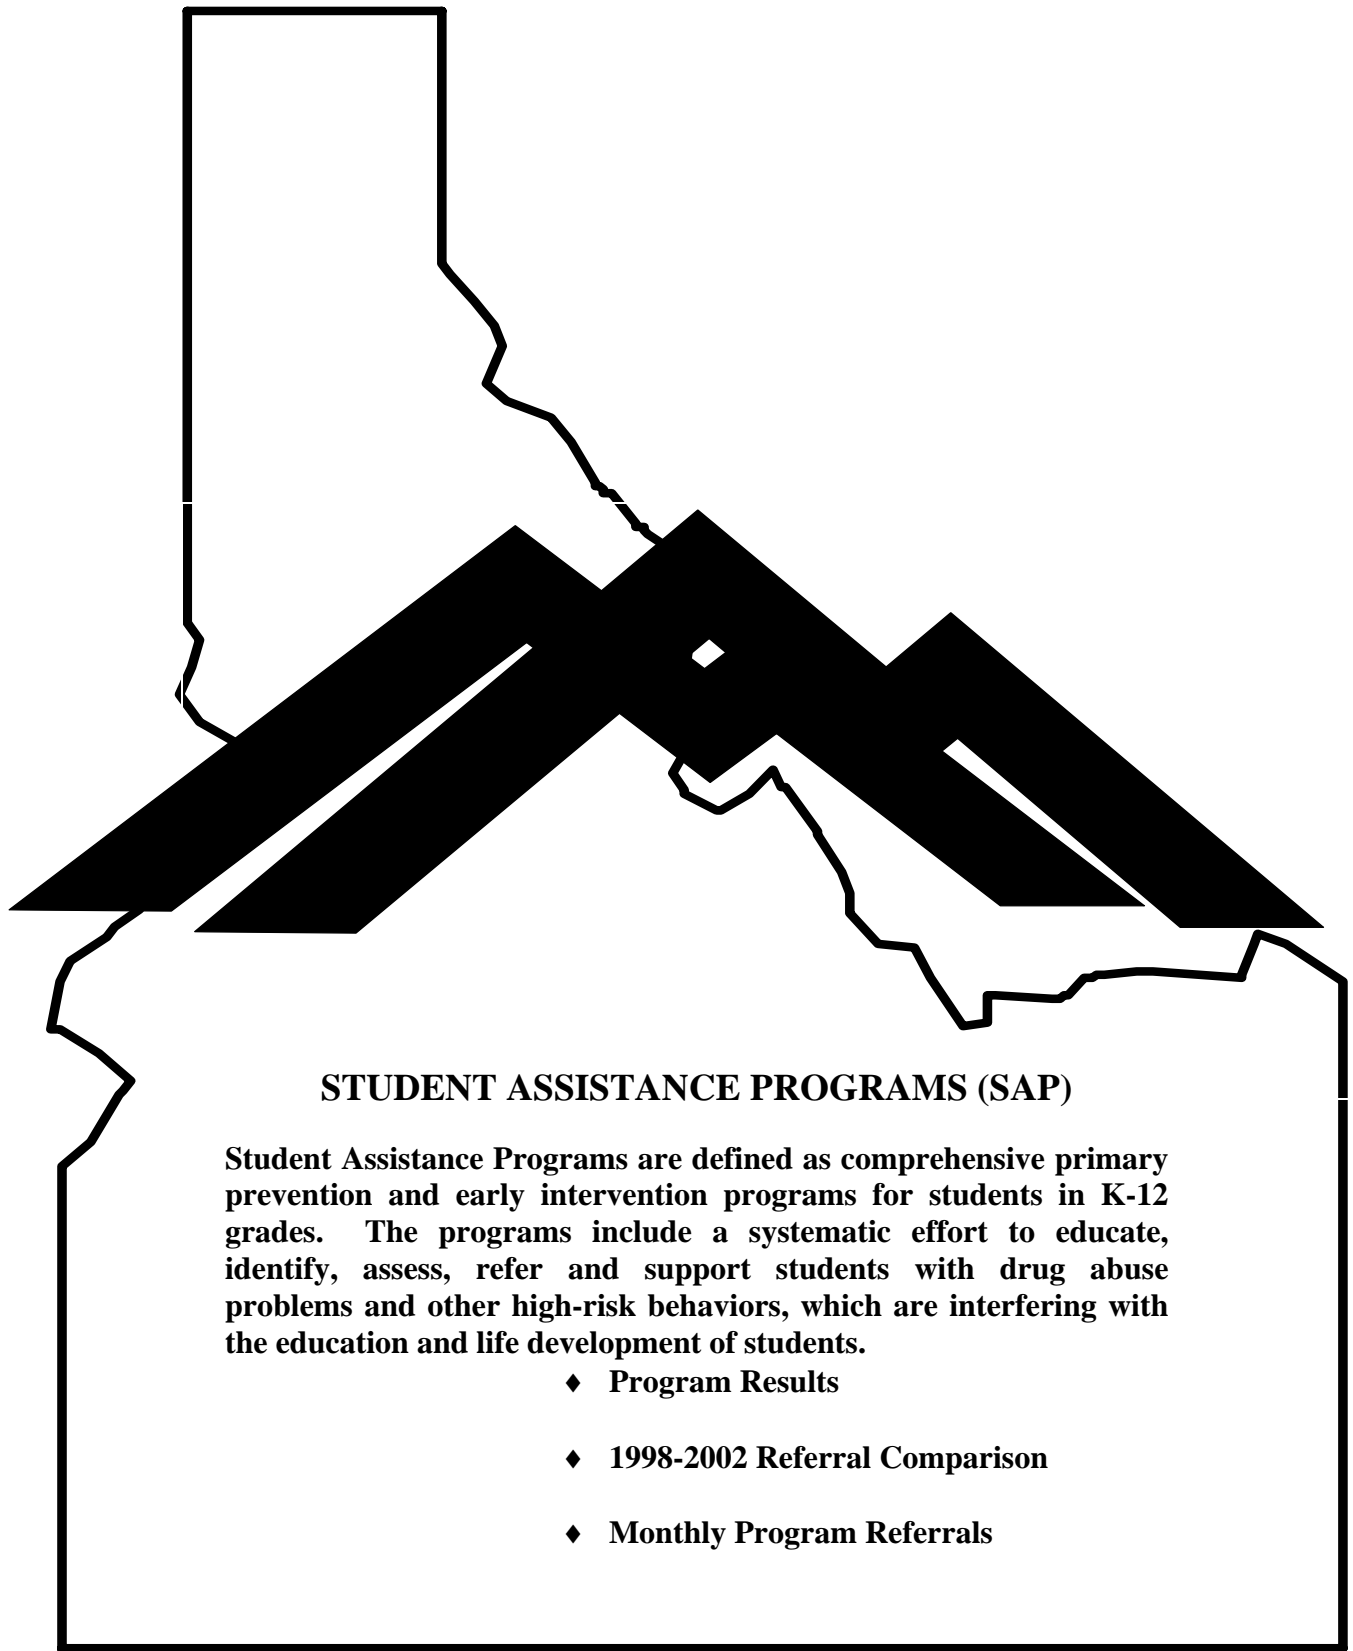 STUDENT ASSISTANCE PROGRAMS (SAP)
Student Assistance Programs are defined as comprehensive primary
prevention and early intervention programs for students in K-12
grades. The programs include a systematic effort to educate,
identify, assess, refer and support students with drug abuse
problems and other high-risk behaviors, which are interfering with
the education and life development of students.
♦ Program Results
♦ 1998-2002 Referral Comparison
♦ Monthly Program Referrals